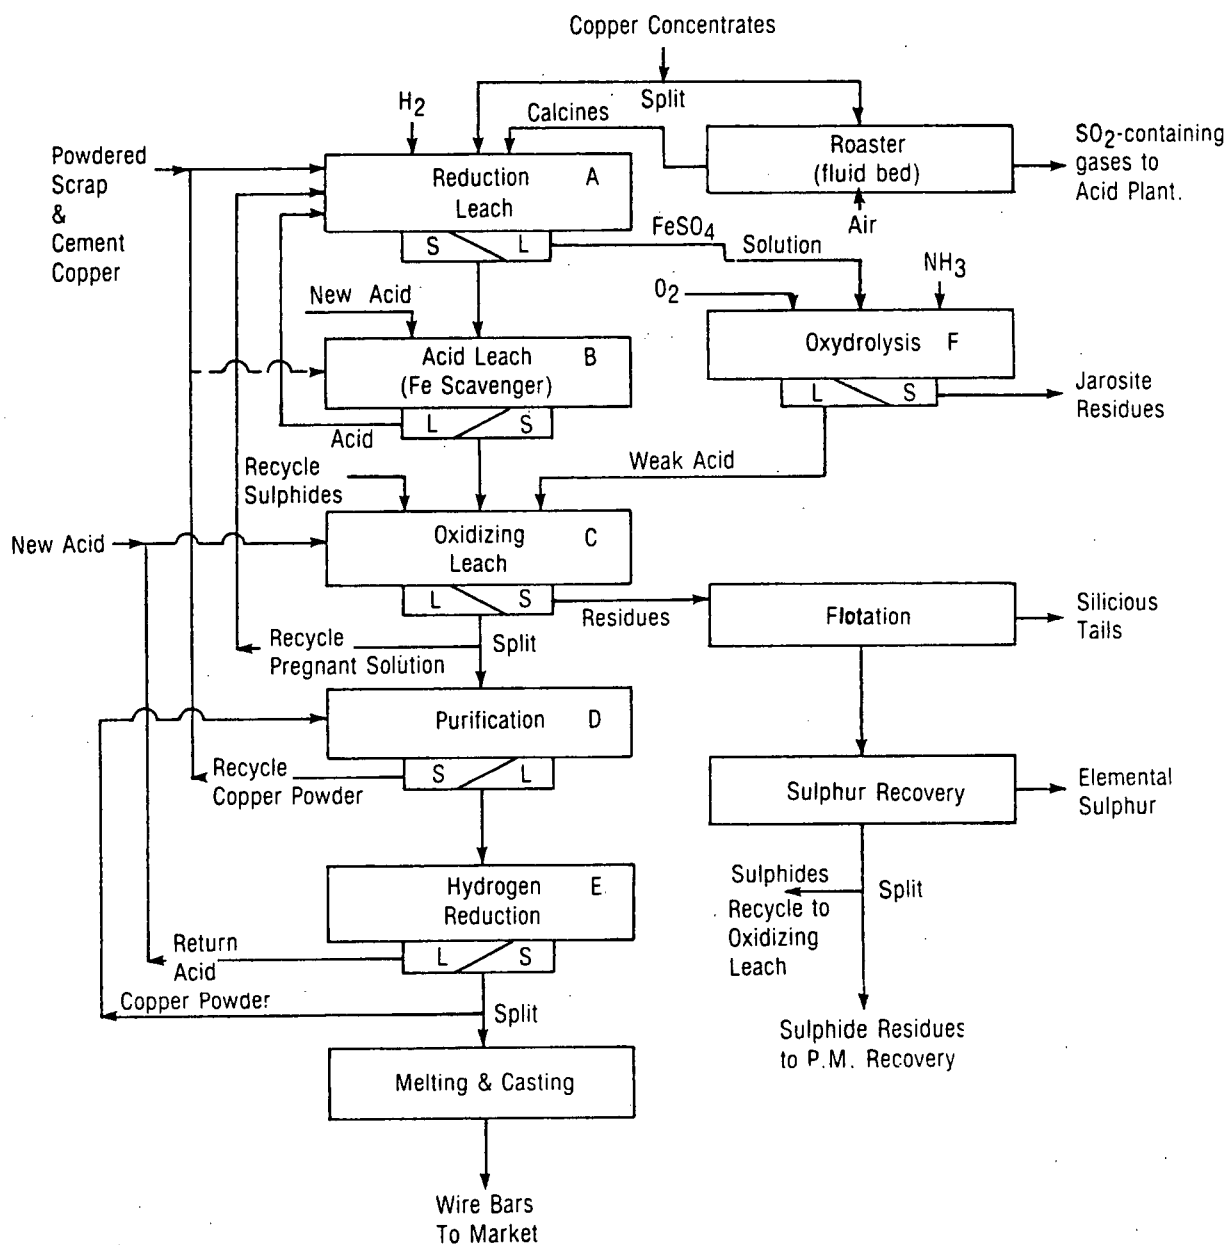 Copper Concentrates
Split
H2
Calcines
Powdered
Scrap
&
Cement
Copper
Reduction A
Leach
S L
Roaster
(fluid bed)
Air
SO2-containing
gases to
Acid Plant.
FeSO4
Solution
New Acid
O2
NH3
Acid Leach B
(Fe Scavenger)
L S
Acid
Oxydrolysis F
L S
Jarosite
Residues
Weak Acid
Recycle
Sulphides
New Acid
Oxidizing C
Leach
L S
Residues
Flotation
Silicious
Tails
Recycle
Pregnant Solution
Split
Purification D
S L
Recycle
Copper Powder
Sulphur Recovery
Elemental
Sulphur
Hydrogen E
Reduction
L S
Sulphides
Recycle to
Oxidizing
Leach
Split
Return
Acid
Copper Powder
Split
Sulphide Residues
to P.M. Recovery
Melting & Casting
Wire Bars
To Market